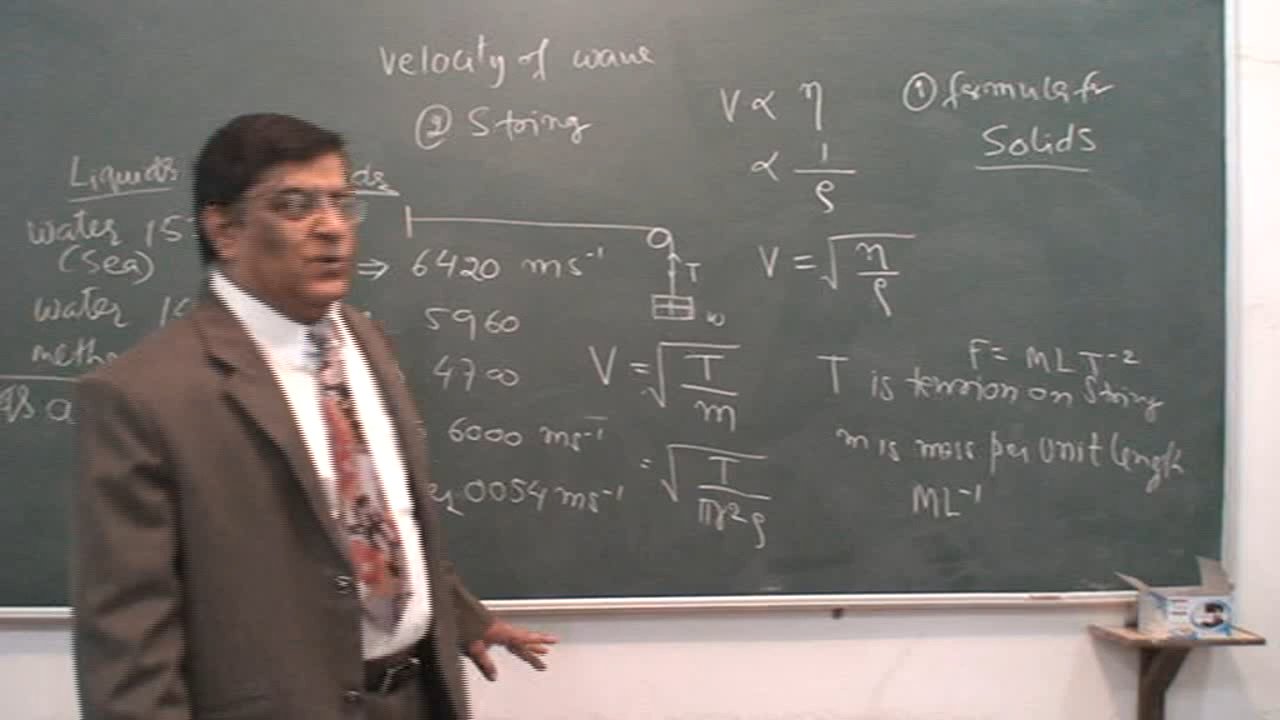 Velocity of wave
② String
V ∝ η
∝ 1/ρ
V = √(η/ρ)
① formula for
Solids
Liquids
water 15
(Sea)
water
⇒ 6420 ms⁻¹
5960
4700
6000 ms⁻¹
0054 ms⁻¹
T
w
V = √(T/m)
= √(T/πr²ρ)
F = MLT⁻²
T is tension on String
m is mass per unit length
ML⁻¹